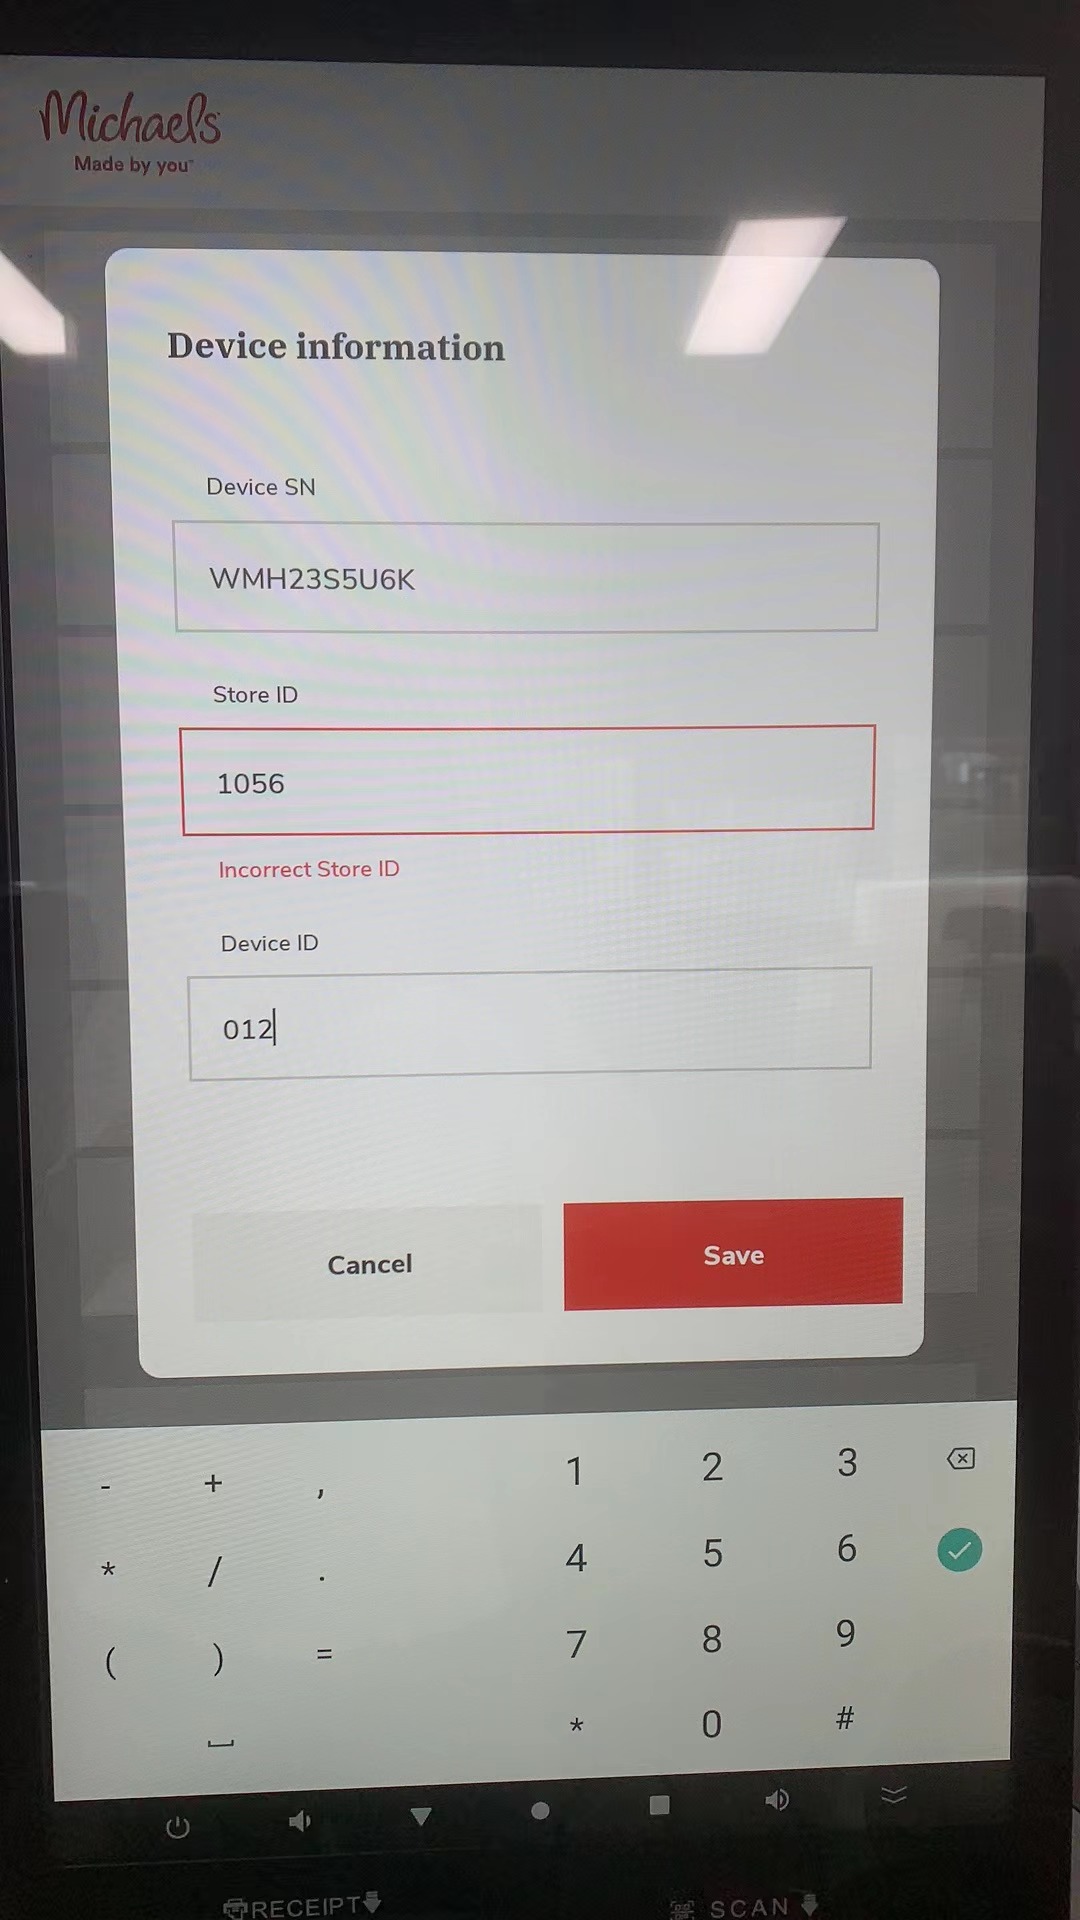 Michaels
Made by you™
Device information
Device SN
WMH23S5U6K
Store ID
1056
Incorrect Store ID
Device ID
012
Cancel Save
- + , 1 2 3
* / . 4 5 6
( ) = 7 8 9
* 0 #
RECEIPT SCAN